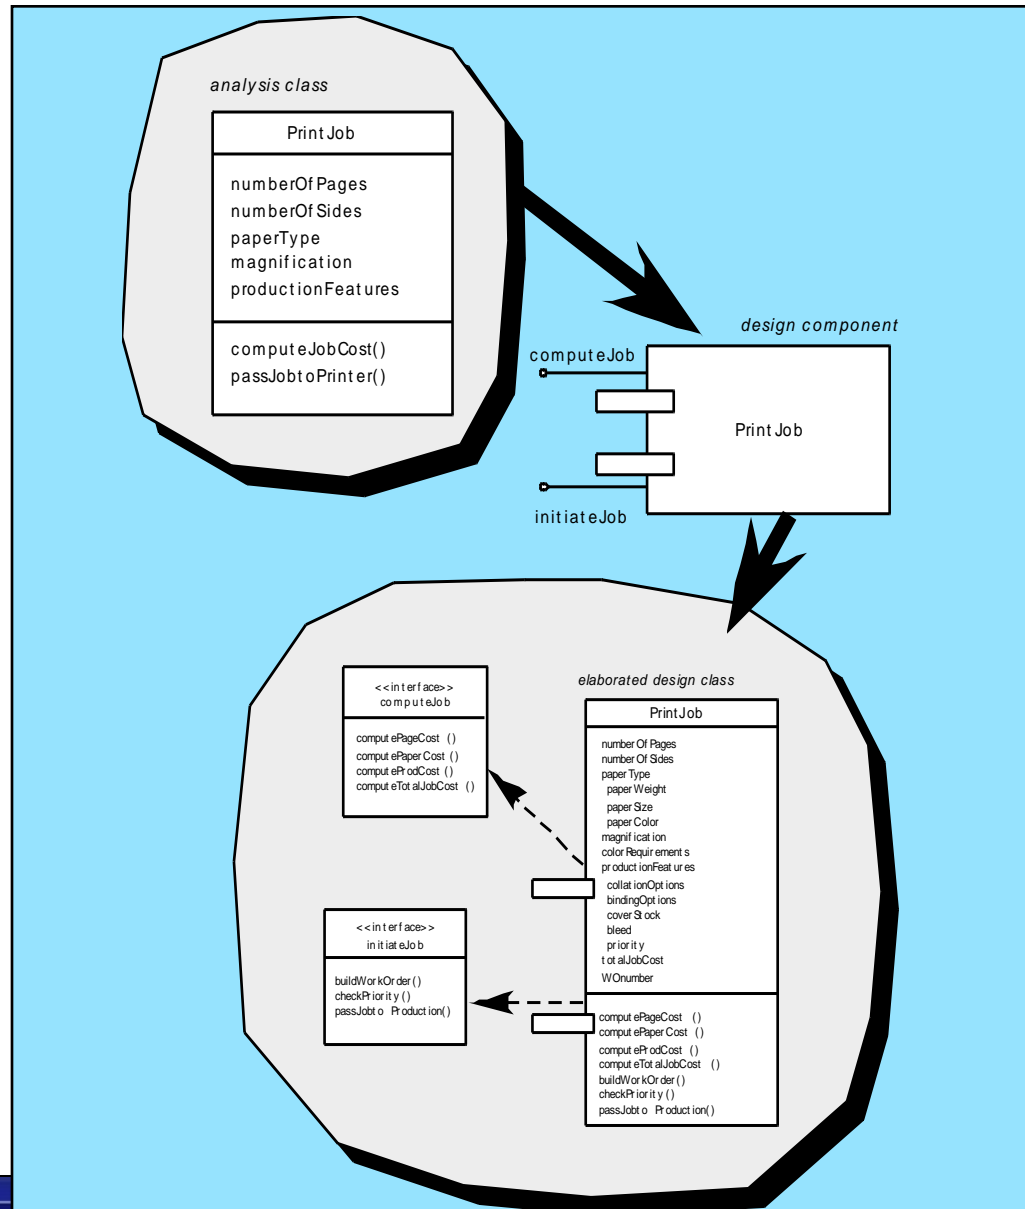 analysis class
PrintJob
numberOfPages
numberOfSides
paperType
magnification
productionFeatures
computeJobCost()
passJobtoPrinter()
design component
computeJob
PrintJob
initiateJob
elaborated design class
<<interface>>
computeJob
computePageCost ()
computePaperCost ()
computeProdCost ()
computeTotalJobCost ()
<<interface>>
initiateJob
buildWorkOrder()
checkPriority()
passJobto Production()
PrintJob
numberOfPages
numberOfSides
paperType
paperWeight
paperSize
paperColor
magnification
colorRequirements
productionFeatures
collationOptions
bindingOptions
coverStock
bleed
priority
totalJobCost
WOnumber
computePageCost ()
computePaperCost ()
computeProdCost ()
computeTotalJobCost ()
buildWorkOrder()
checkPriority()
passJobto Production()